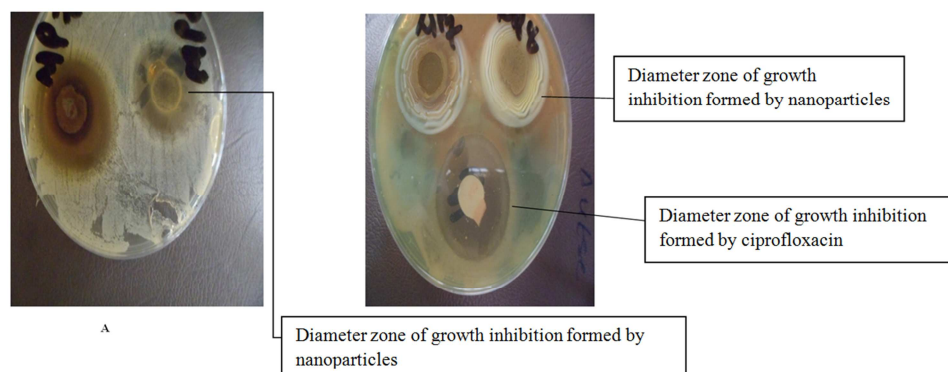 Diameter zone of growth
inhibition formed by nanoparticles
Diameter zone of growth inhibition
formed by ciprofloxacin
A
Diameter zone of growth inhibition formed by
nanoparticles